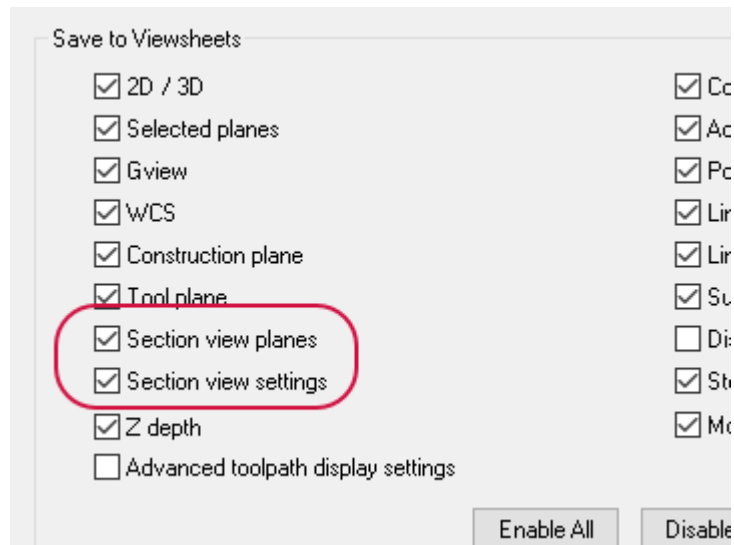 Save to Viewsheets
2D / 3D
Selected planes
Gview
WCS
Construction plane
Tool plane
Section view planes
Section view settings
Z depth
Advanced toolpath display settings
Enable All